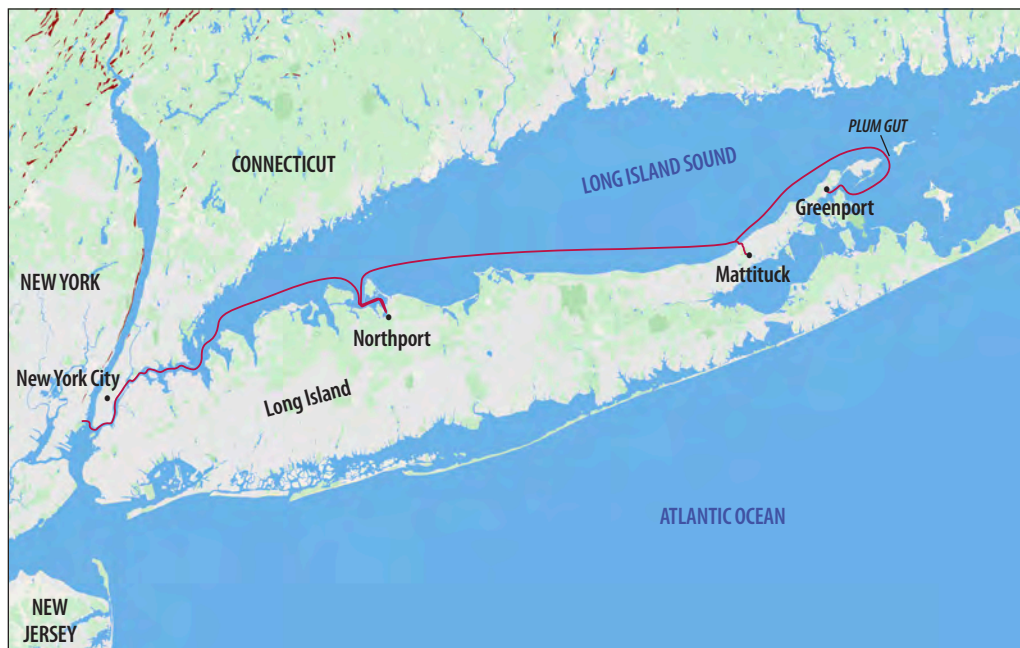 PLUM GUT
CONNECTICUT
LONG ISLAND SOUND
Greenport
NEW YORK
Mattituck
Northport
New York City
Long Island
ATLANTIC OCEAN
NEW
JERSEY